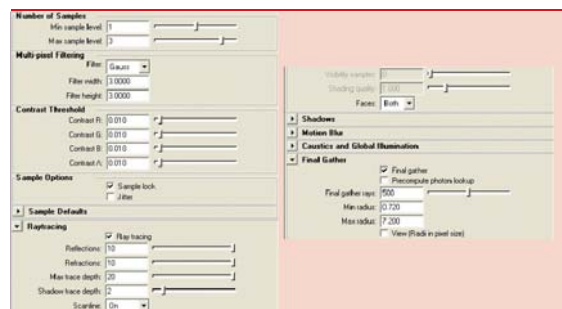 Number of Samples
Min sample level: 1
Max sample level: 3
Multi-pixel Filtering
Filter: Gauss
Filter width: 3.0000
Filter height: 3.0000
Contrast Threshold
Contrast R: 0.010
Contrast G: 0.010
Contrast B: 0.010
Contrast A: 0.010
Sample Options
Sample lock
Jitter
Sample Defaults
Raytracing
Ray tracing
Reflections: 10
Refractions: 10
Max trace depth: 20
Shadow trace depth: 2
Scanline: On
Visibility samples: 0
Shading quality: 1.000
Faces: Both
Shadows
Motion Blur
Caustics and Global Illumination
Final Gather
Final gather
Precompute photon lookup
Final gather rays: 500
Min radius: 0.720
Max radius: 7.200
View (Radii in pixel size)